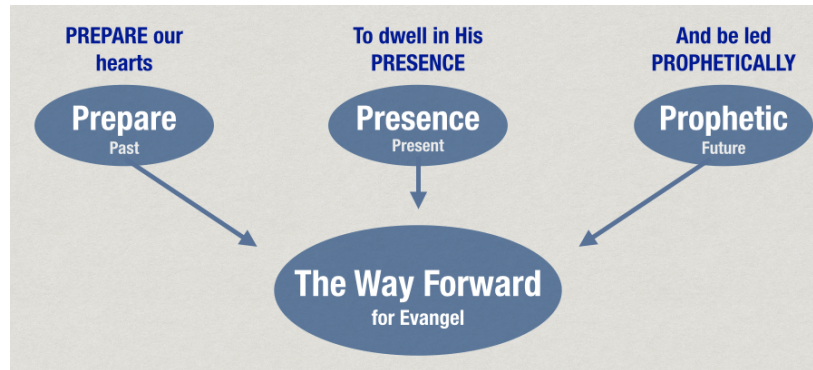 PREPARE our
hearts
To dwell in His
PRESENCE
And be led
PROPHETICALLY
Prepare
Past
Presence
Present
Prophetic
Future
The Way Forward
for Evangel